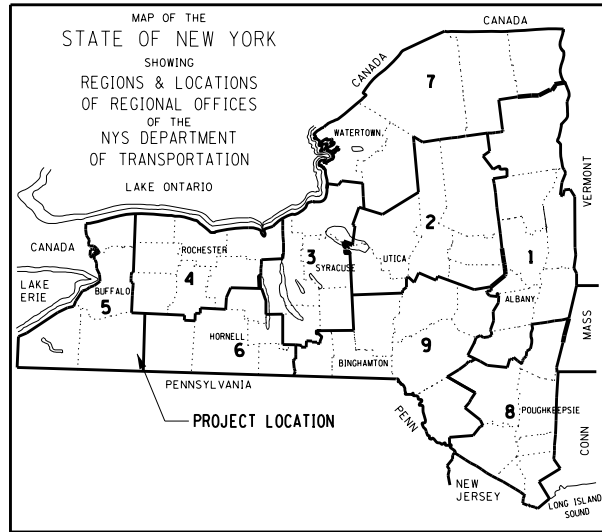 MAP OF THE
STATE OF NEW YORK
SHOWING
REGIONS & LOCATIONS
OF REGIONAL OFFICES
OF THE
NYS DEPARTMENT
OF TRANSPORTATION
LAKE ONTARIO
CANADA
CANADA
7
WATERTOWN
VERMONT
2
UTICA
1
ALBANY
MASS
CANADA
LAKE
ERIE
BUFFALO
5
ROCHESTER
4
3
SYRACUSE
HORNELL
6
BINGHAMTON
9
PENNSYLVANIA
PROJECT LOCATION
PENN
8
POUGHKEEPSIE
CONN
NEW
JERSEY
LONG ISLAND
SOUND